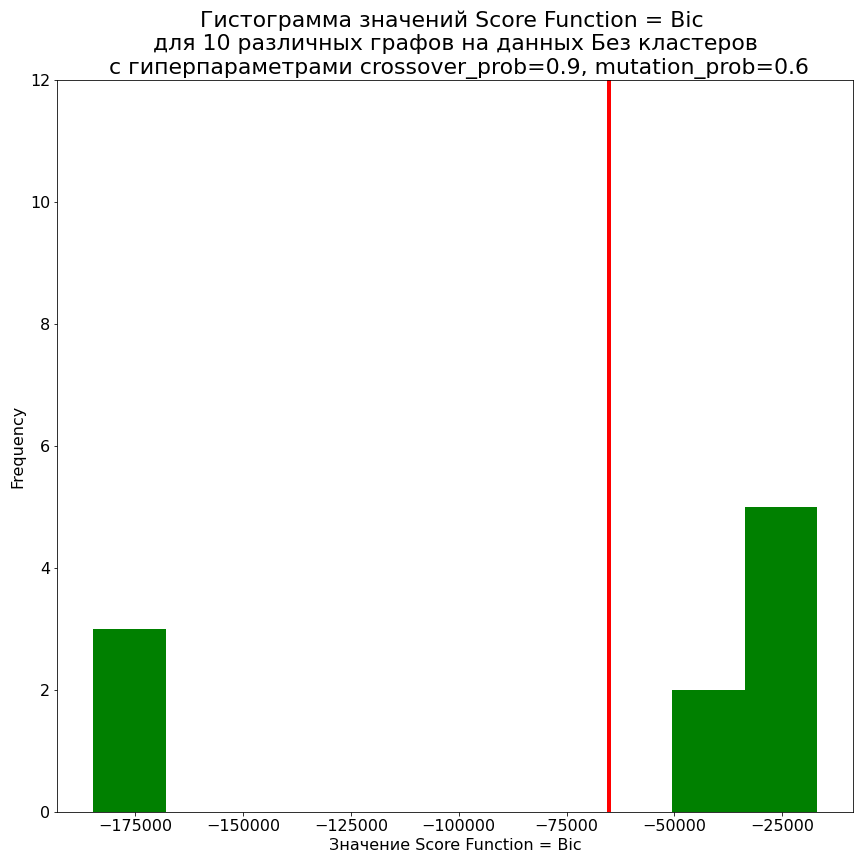 Гистограмма значений Score Function = Bic
для 10 различных графов на данных Без кластеров
с гиперпараметрами crossover_prob=0.9, mutation_prob=0.6
12
10
8
6
4
2
0
Frequency
−175000 −150000 −125000 −100000 −75000 −50000 −25000
Значение Score Function = Bic